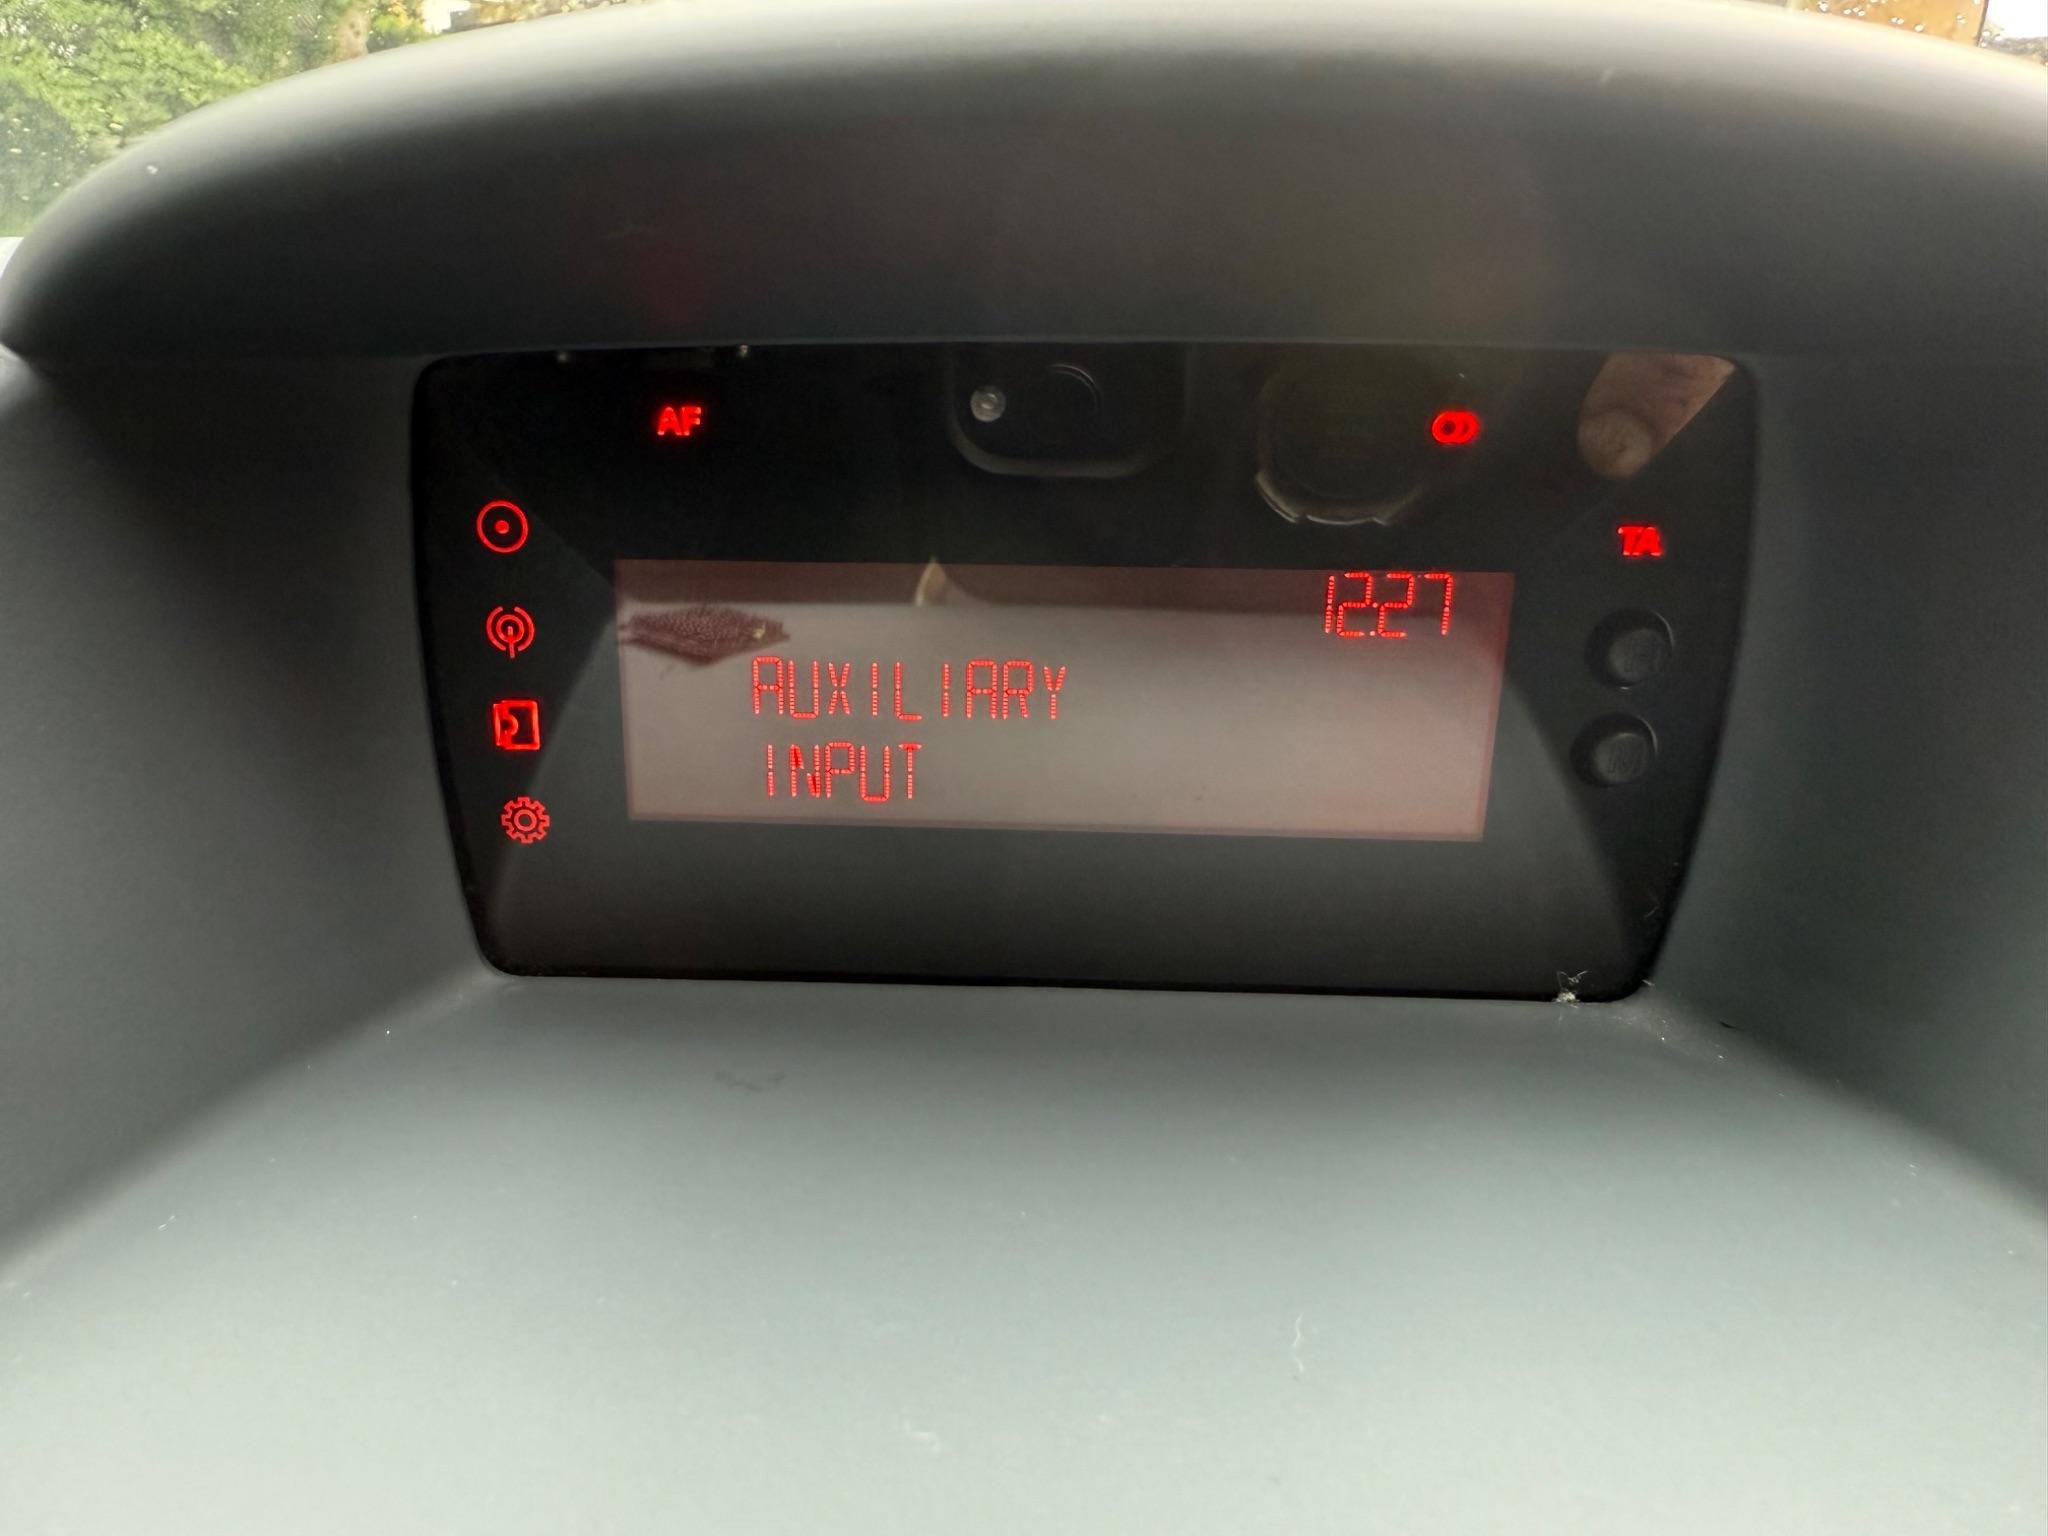 AF
TA
12:27
AUXILIARY
INPUT